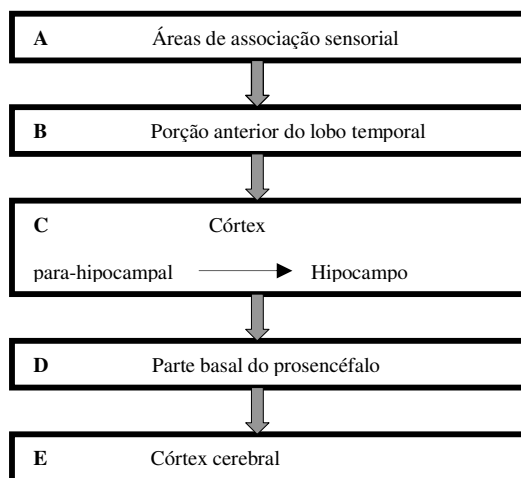 A Áreas de associação sensorial
B Porção anterior do lobo temporal
C Córtex
para-hipocampal Hipocampo
D Parte basal do prosencéfalo
E Córtex cerebral